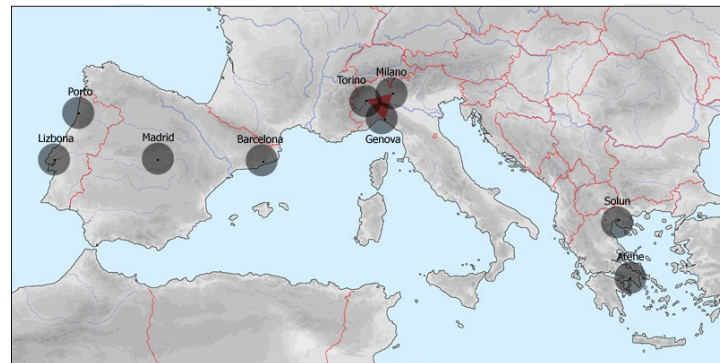 Porto
Lizbona
Madrid
Barcelona
Torino
Milano
Genova
Solun
Atene